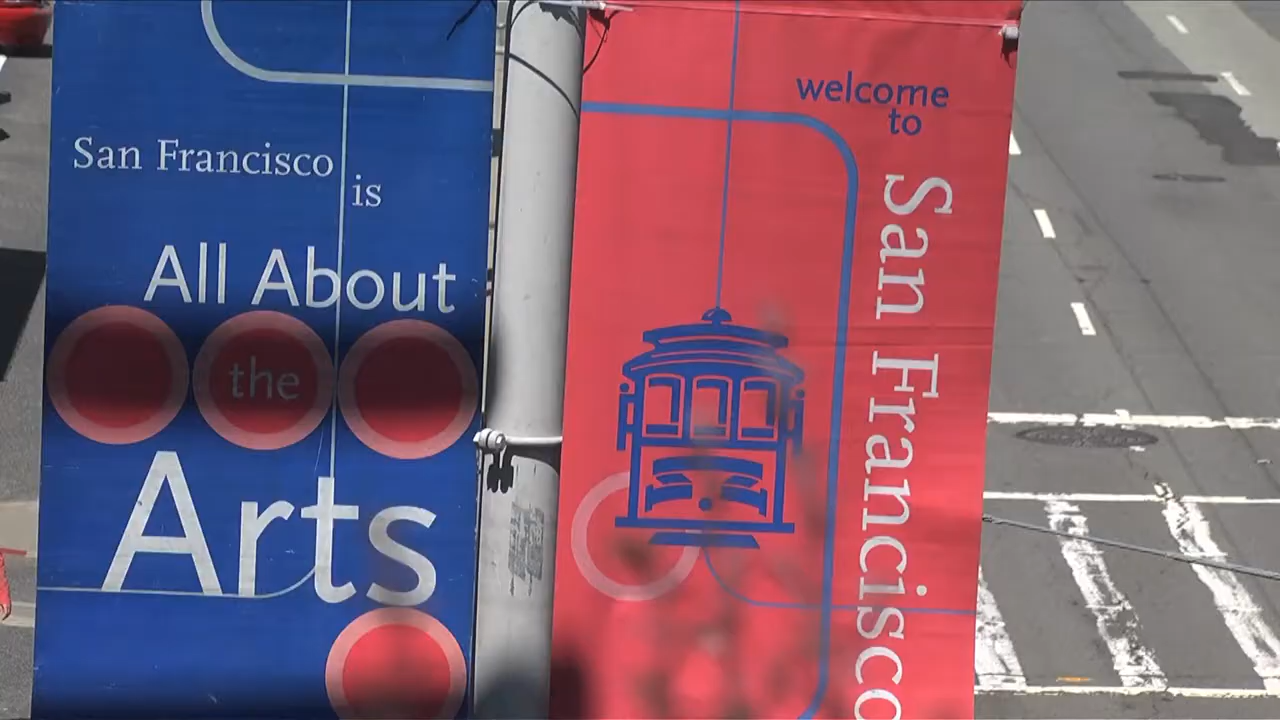 San Francisco
is
All About
the
Arts
welcome
to
San Francisco